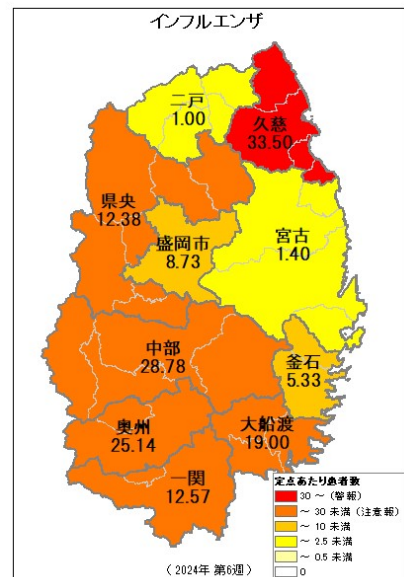 インフルエンザ
二戸
1.00
久慈
33.50
県央
12.38
盛岡市
8.73
宮古
1.40
中部
28.78
釜石
5.33
奥州
25.14
大船渡
19.00
一関
12.57
定点あたり患者数
30 ～ (警報)
～ 30 未満 (注意報)
～ 10 未満
～ 2.5 未満
～ 0.5 未満
0
( 2024年 第6週 )